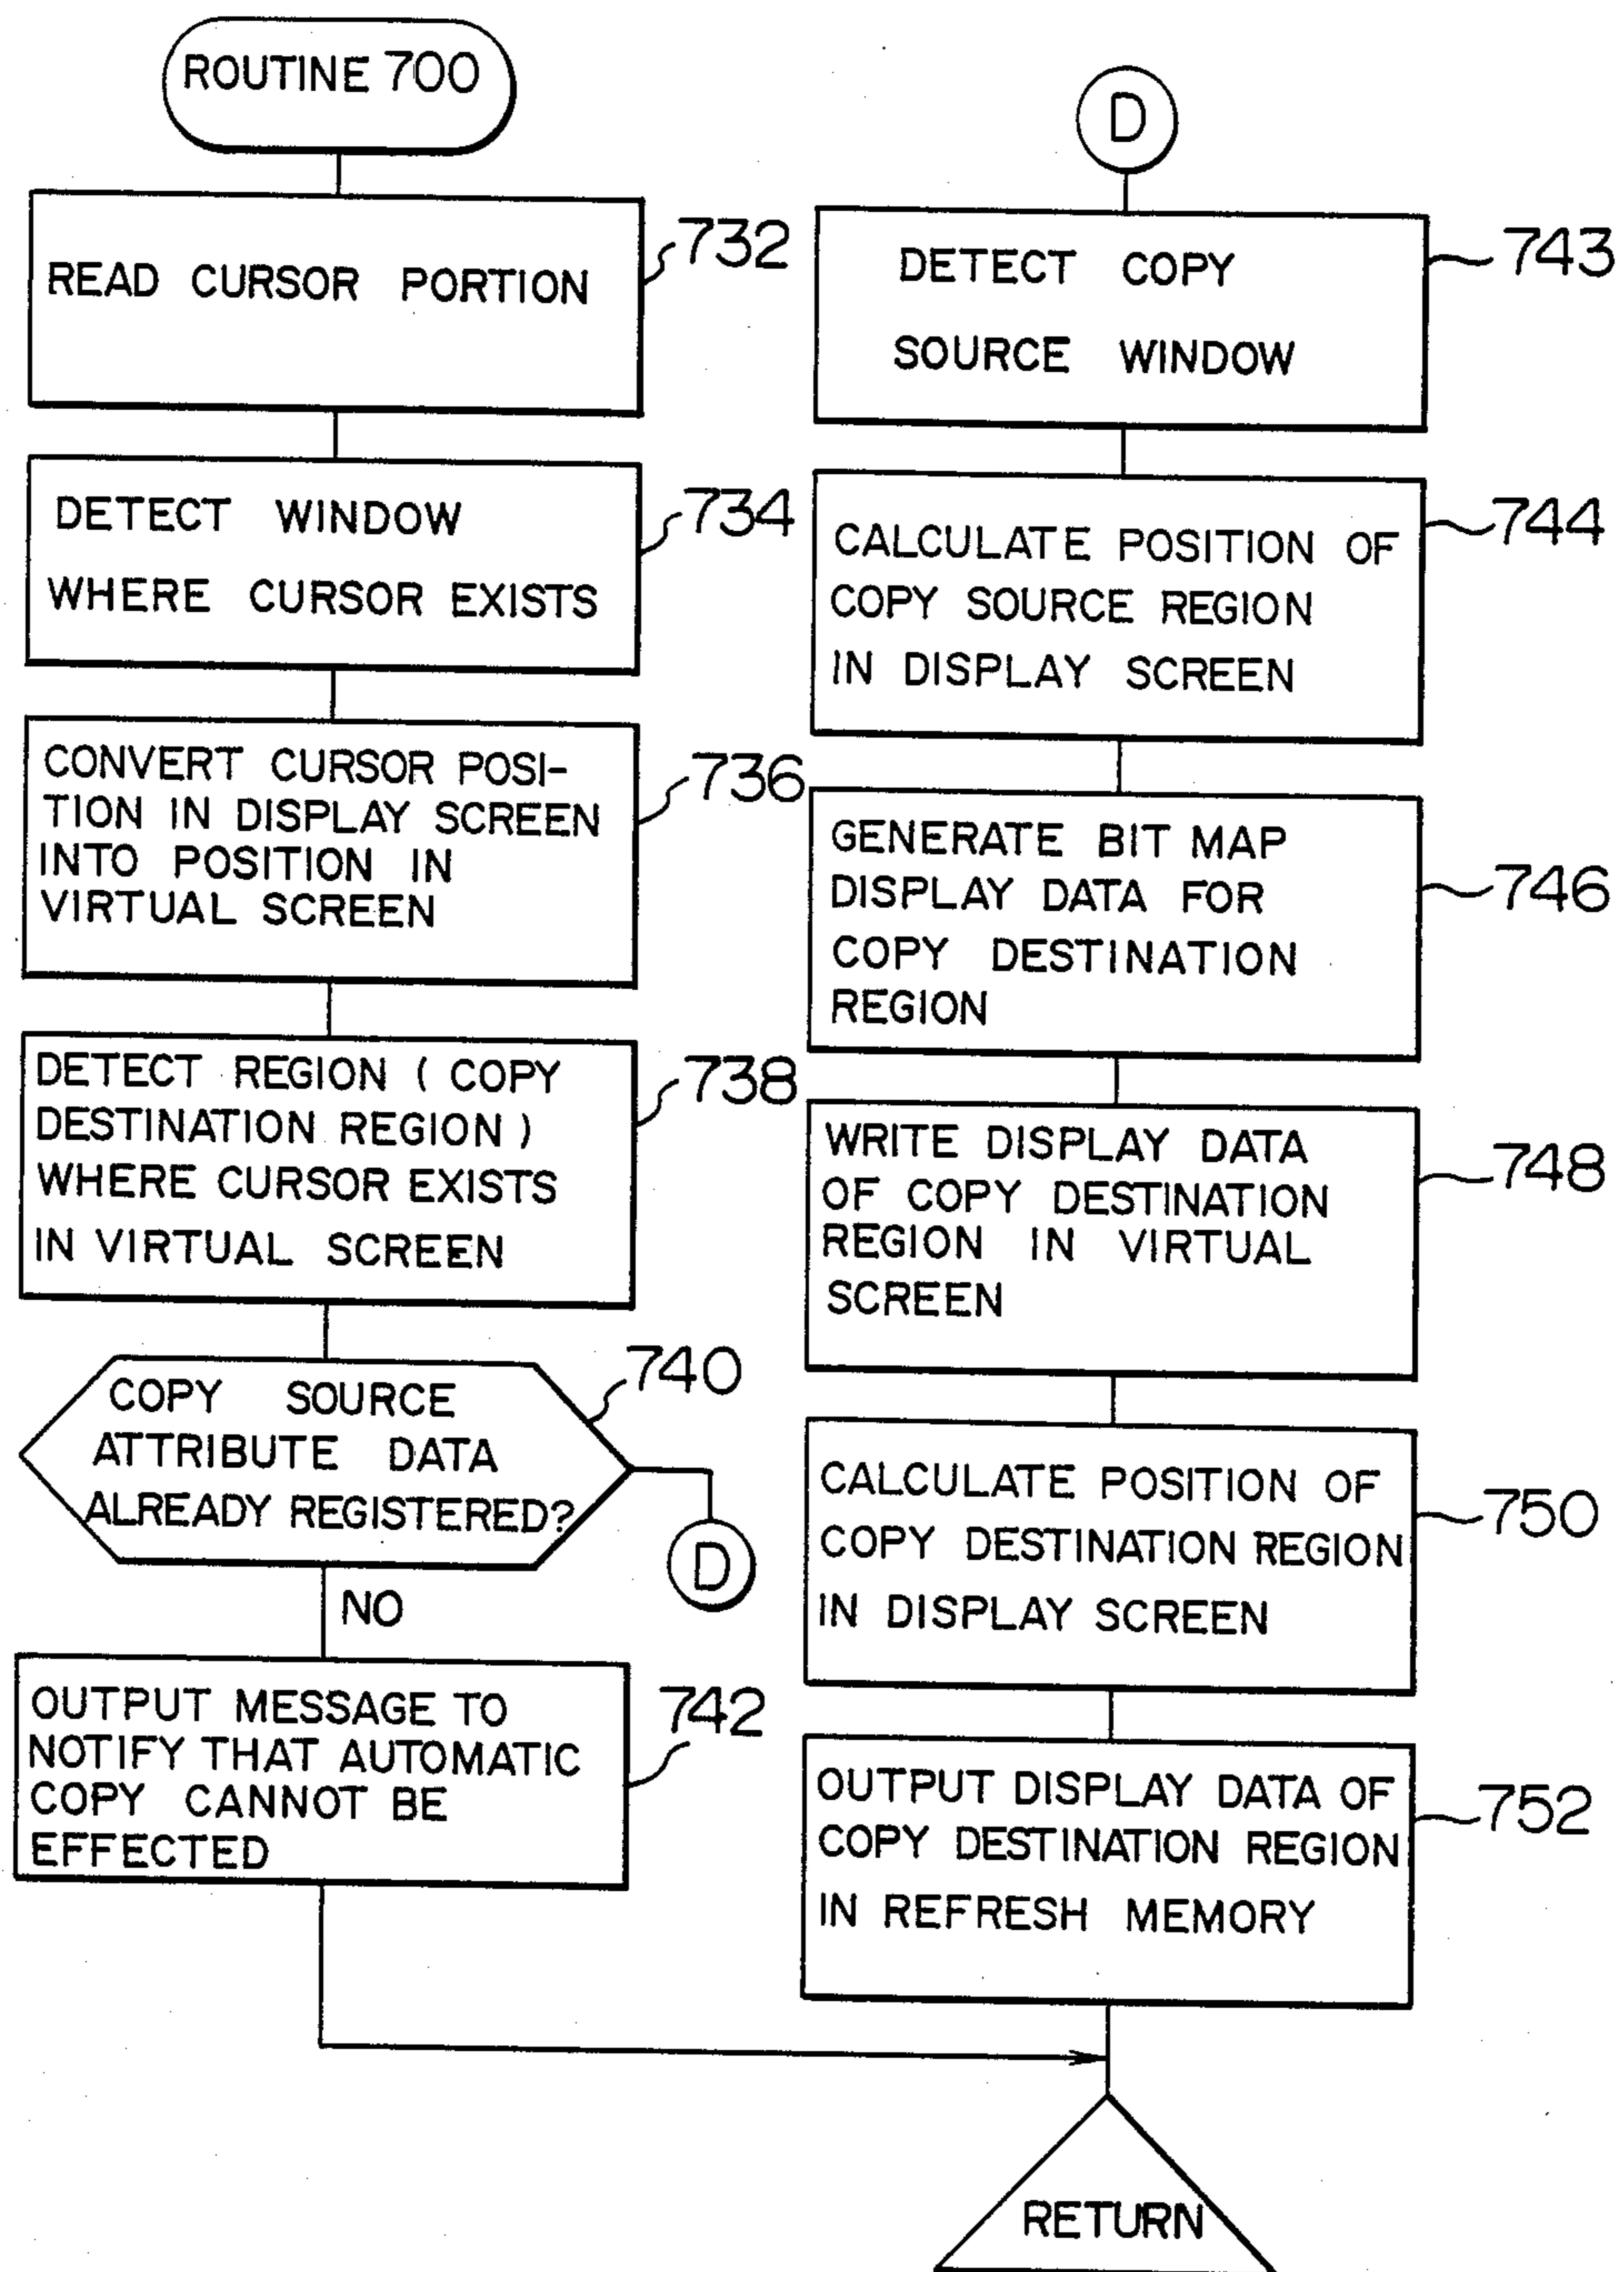 ROUTINE 700
READ CURSOR PORTION
732
DETECT WINDOW
WHERE CURSOR EXISTS
734
CONVERT CURSOR POSI-
TION IN DISPLAY SCREEN
INTO POSITION IN
VIRTUAL SCREEN
736
DETECT REGION (COPY
DESTINATION REGION)
WHERE CURSOR EXISTS
IN VIRTUAL SCREEN
738
COPY SOURCE
ATTRIBUTE DATA
ALREADY REGISTERED?
740
D
NO
OUTPUT MESSAGE TO
NOTIFY THAT AUTOMATIC
COPY CANNOT BE
EFFECTED
742
D
DETECT COPY
SOURCE WINDOW
743
CALCULATE POSITION OF
COPY SOURCE REGION
IN DISPLAY SCREEN
744
GENERATE BIT MAP
DISPLAY DATA FOR
COPY DESTINATION
REGION
746
WRITE DISPLAY DATA
OF COPY DESTINATION
REGION IN VIRTUAL
SCREEN
748
CALCULATE POSITION OF
COPY DESTINATION REGION
IN DISPLAY SCREEN
750
OUTPUT DISPLAY DATA OF
COPY DESTINATION REGION
IN REFRESH MEMORY
752
RETURN